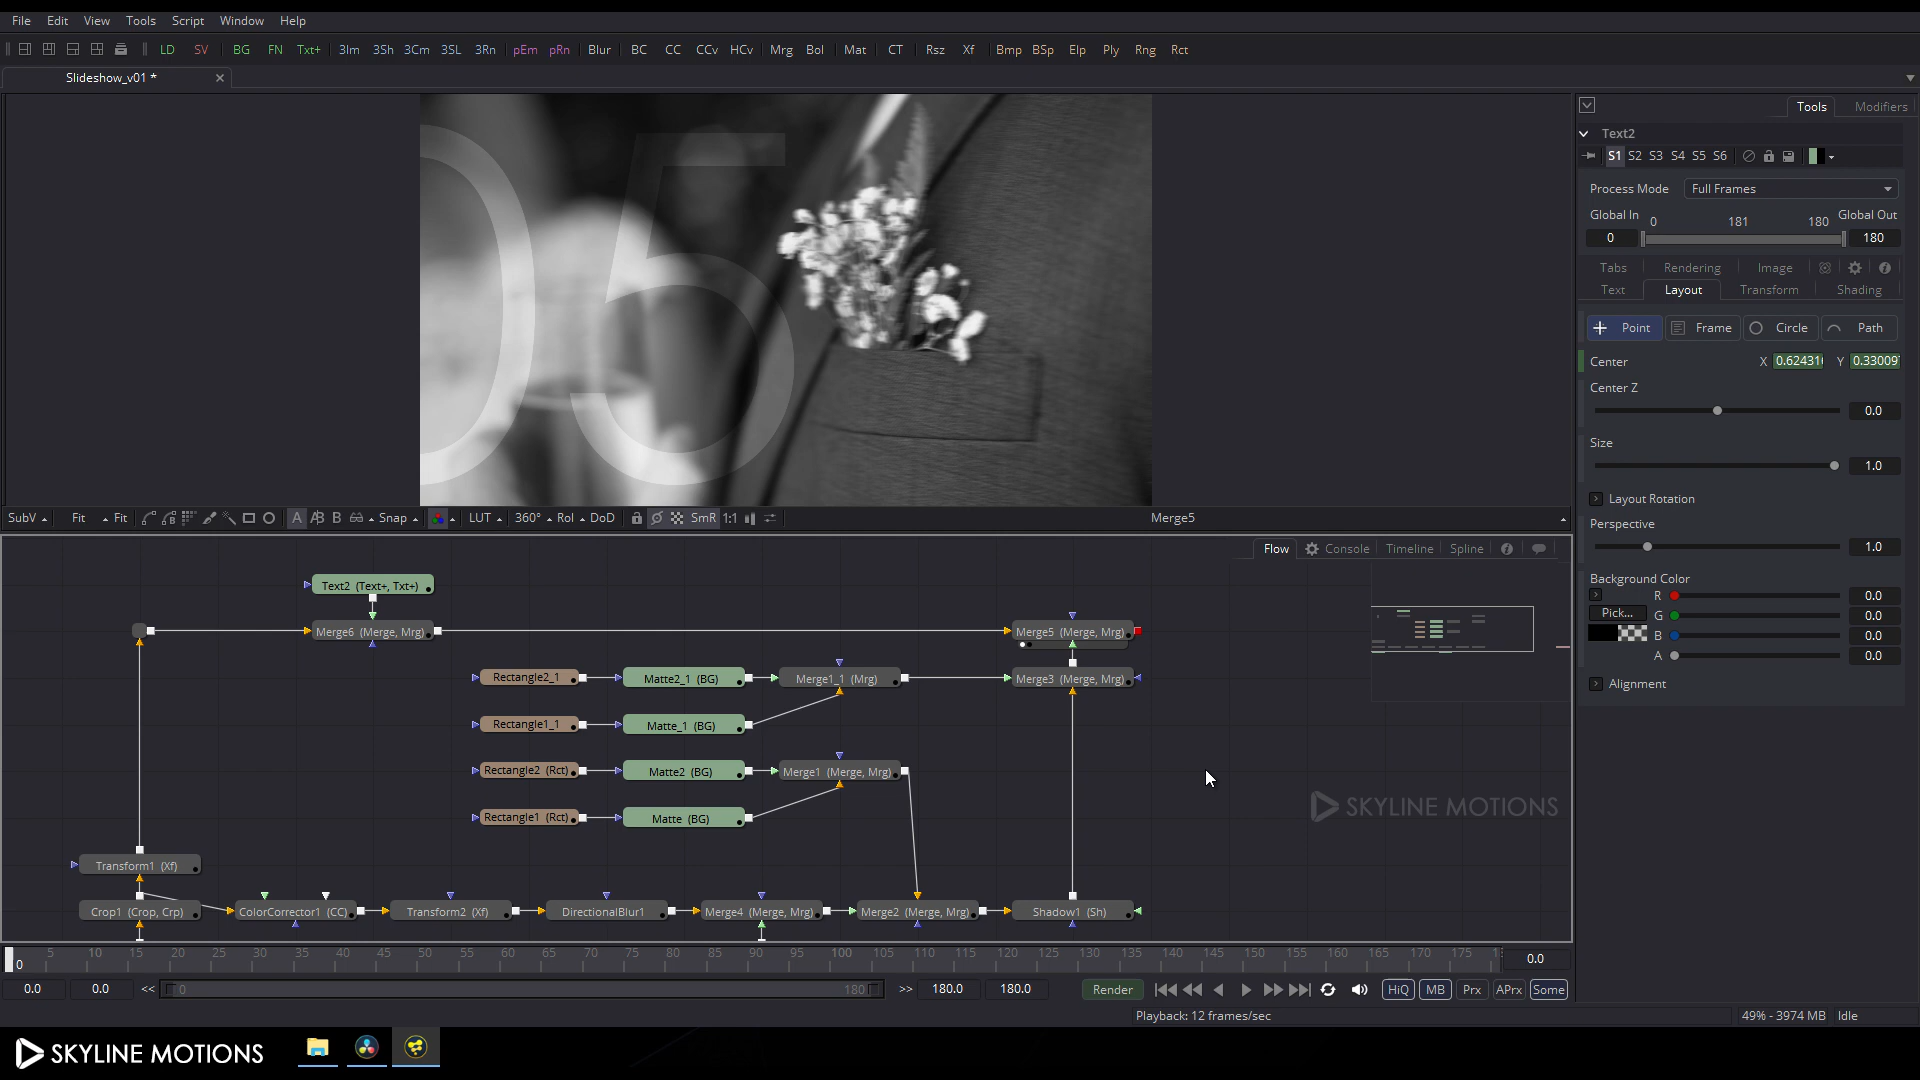 File Edit View Tools Script Window Help
LD SV BG FN Txt+ 3Im 3Sh 3Cm 3SL 3Rn pEm pRn Blur BC CC CCv HCv Mrg Bol Mat CT Rsz Xf Bmp BSp Elp Ply Rng Rct
Slideshow_v01 *
05
SubV Fit Fit A B Snap LUT 360° RoI DoD SmR 1:1 Merge5
Flow Console Timeline Spline
Text2 (Text+, Txt+)
Merge6 (Merge, Mrg)
Merge5 (Merge, Mrg)
Rectangle2_1
Matte2_1 (BG)
Merge1_1 (Mrg)
Merge3 (Merge, Mrg)
Rectangle1_1
Matte_1 (BG)
Rectangle2 (Rct)
Matte2 (BG)
Merge1 (Merge, Mrg)
Rectangle1 (Rct)
Matte (BG)
SKYLINE MOTIONS
Transform1 (Xf)
Crop1 (Crop, Crp)
ColorCorrector1 (CC)
Transform2 (Xf)
DirectionalBlur1
Merge4 (Merge, Mrg)
Merge2 (Merge, Mrg)
Shadow1 (Sh)
0 5 10 15 20 25 30 35 40 45 50 55 60 65 70 75 80 85 90 95 100 105 110 115 120 125 130 135 140 145 150 155 160 165 170 175
0.0
0.0 0.0 << 0 180 >> 180.0 180.0 Render HiQ MB Prx APrx Some
Playback: 12 frames/sec
49% - 3974 MB Idle
SKYLINE MOTIONS
Tools Modifiers
Text2
S1 S2 S3 S4 S5 S6
Process Mode Full Frames
Global In 0 181 180 Global Out
0 180
Tabs Rendering Image
Text Layout Transform Shading
Point Frame Circle Path
Center X 0.62431 Y 0.33009
Center Z
0.0
Size
1.0
Layout Rotation
Perspective
1.0
Background Color
R 0.0
Pick... G 0.0
B 0.0
A 0.0
Alignment